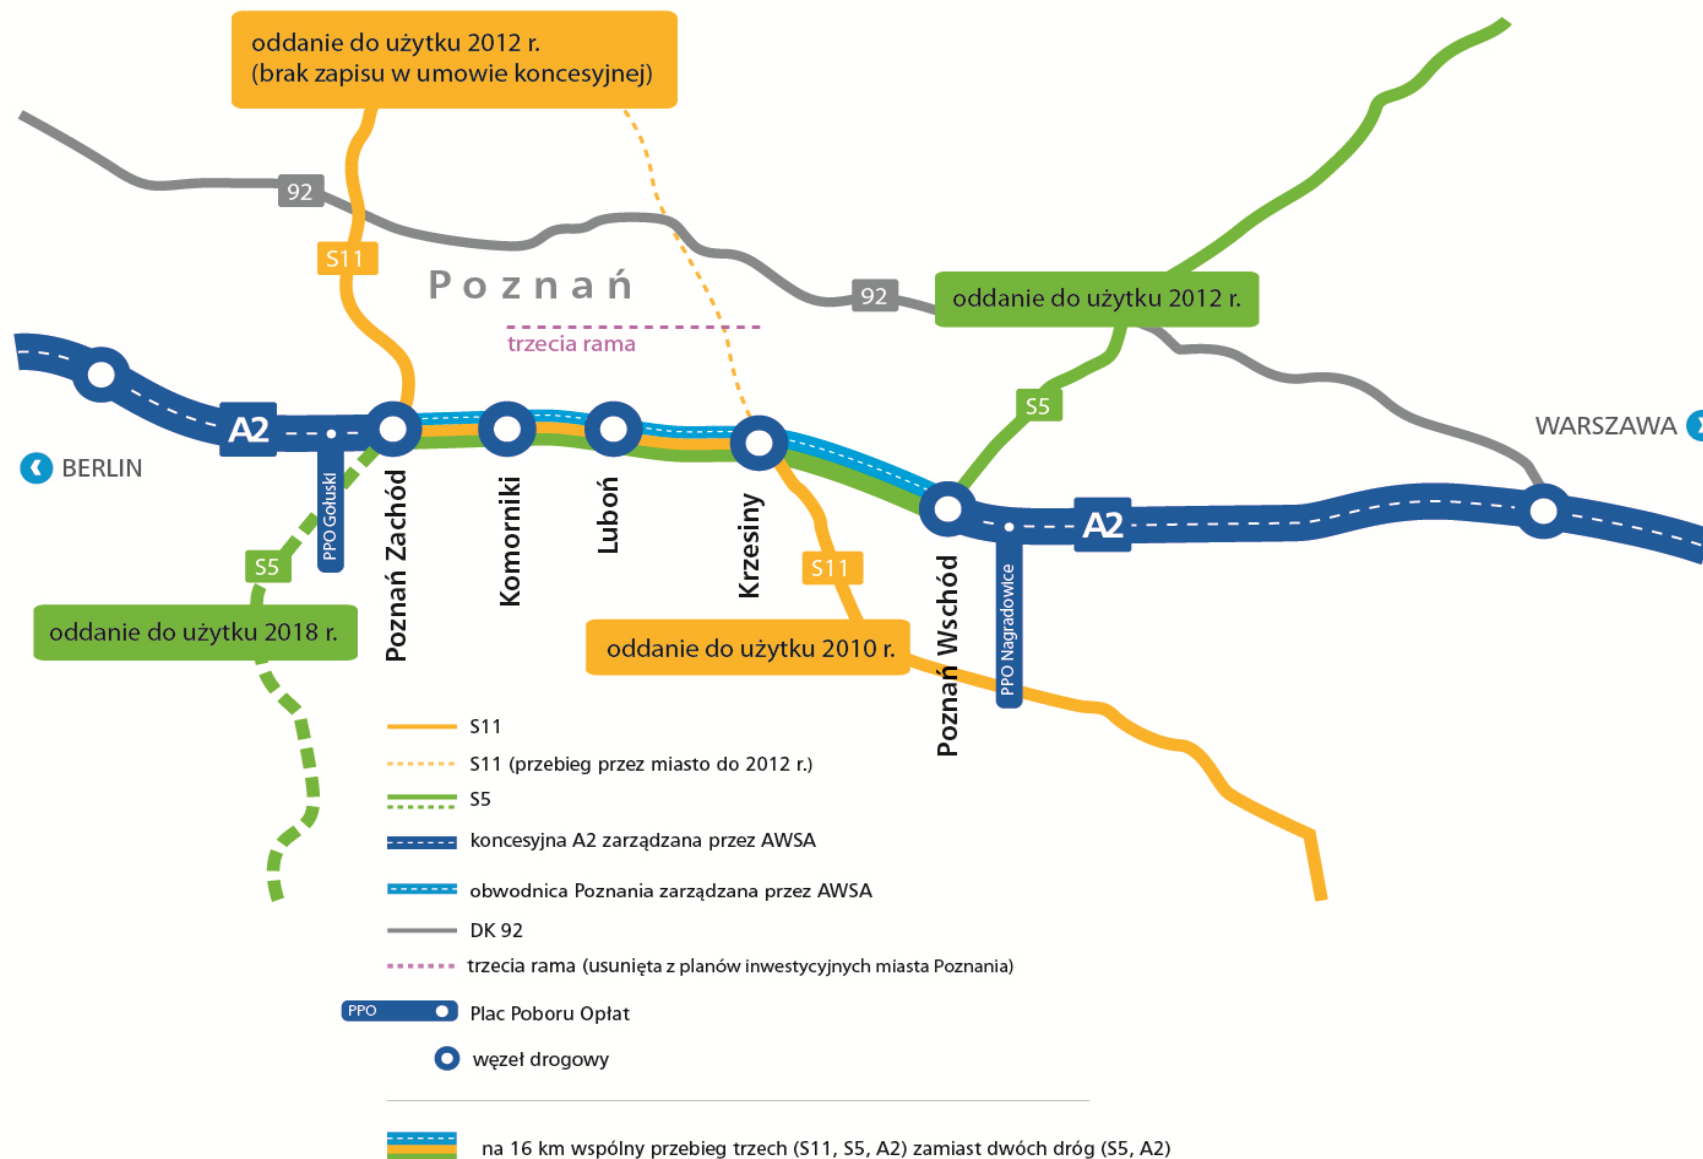 oddanie do użytku 2012 r.
(brak zapisu w umowie koncesyjnej)
92
S11
Poznań
92
oddanie do użytku 2012 r.
trzecia rama
S5
A2
WARSZAWA
BERLIN
PPO Gołuski
Poznań Zachód
Komorniki
Luboń
Krzesiny
A2
S5
S11
Poznań Wschód
PPO Nagradowice
oddanie do użytku 2018 r.
oddanie do użytku 2010 r.
S11
S11 (przebieg przez miasto do 2012 r.)
S5
koncesyjna A2 zarządzana przez AWSA
obwodnica Poznania zarządzana przez AWSA
DK 92
trzecia rama (usunięta z planów inwestycyjnych miasta Poznania)
PPO Plac Poboru Opłat
węzeł drogowy
na 16 km wspólny przebieg trzech (S11, S5, A2) zamiast dwóch dróg (S5, A2)